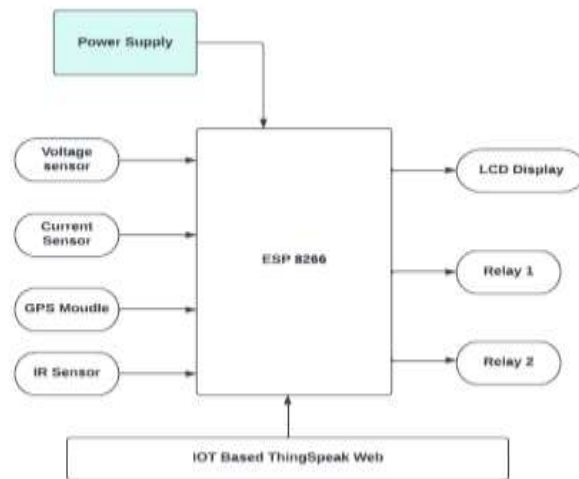 Power Supply
Voltage
sensor
LCD Display
Current
Sensor
ESP 8266
Relay 1
GPS Moudle
Relay 2
IR Sensor
IOT Based ThingSpeak Web